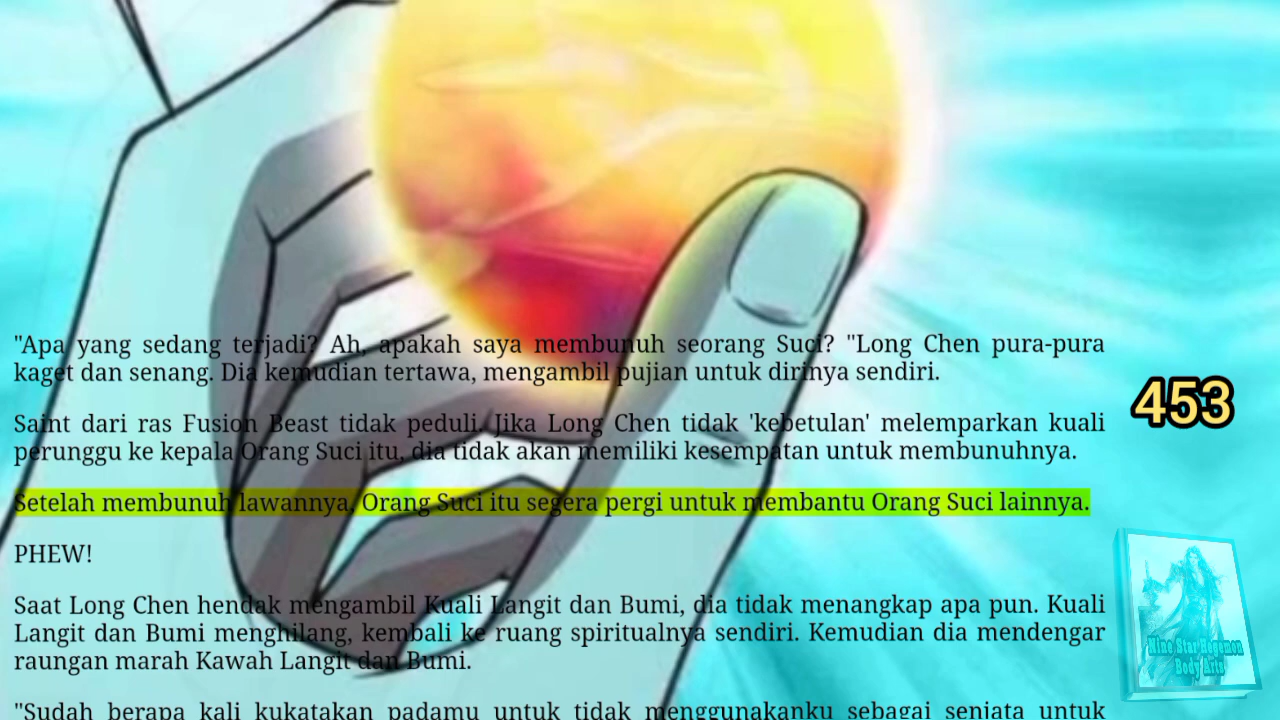 "Apa yang sedang terjadi? Ah, apakah saya membunuh seorang Suci? "Long Chen pura-pura
kaget dan senang. Dia kemudian tertawa, mengambil pujian untuk dirinya sendiri.
Saint dari ras Fusion Beast tidak peduli. Jika Long Chen tidak 'kebetulan' melemparkan kuali
perunggu ke kepala Orang Suci itu, dia tidak akan memiliki kesempatan untuk membunuhnya.
453
Setelah membunuh lawannya, Orang Suci itu segera pergi untuk membantu Orang Suci lainnya.
PHEW!
Saat Long Chen hendak mengambil Kuali Langit dan Bumi, dia tidak menangkap apa pun. Kuali
Langit dan Bumi menghilang, kembali ke ruang spiritualnya sendiri. Kemudian dia mendengar
raungan marah Kawah Langit dan Bumi.
Nine Star Hegemon
Body Arts
"Sudah berapa kali kukatakan padamu untuk tidak menggunakanku sebagai senjata untuk